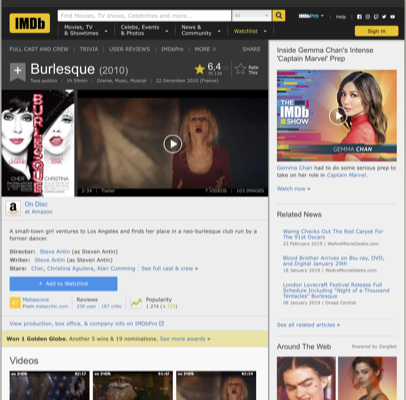 IMDb
Find Movies, TV shows, Celebrities and more...
All
IMDbPro
Help
Movies, TV
& Showtimes
Celebs, Events
& Photos
News &
Community
Watchlist
Sign in
FULL CAST AND CREW | TRIVIA | USER REVIEWS | IMDbPro | MORE
SHARE
Burlesque (2010)
6,4
Rate
This
Tous publics | 1h 59min | Drama, Music, Musical | 22 December 2010 (France)
LEGEND
CHER
BURLESQUE
CHRISTINA
2:34 | Trailer
7 VIDEOS | 103 IMAGES
On Disc
at Amazon
A small-town girl ventures to Los Angeles and finds her place in a neo-burlesque club run by a
former dancer.
Director: Steve Antin (as Steven Antin)
Writer: Steve Antin (as Steven Antin)
Stars: Cher, Christina Aguilera, Alan Cumming | See full cast & crew »
+ Add to Watchlist
47
Metascore
From metacritic.com
Reviews
230 user | 187 critic
Popularity
View production, box office, & company info on IMDbPro
Won 1 Golden Globe. Another 5 wins & 19 nominations. See more awards »
Videos
Inside Gemma Chan's Intense
'Captain Marvel' Prep
THE
IMDb
SHOW
GEMMA CHAN
Gemma Chan had to do some serious prep to
take on her role in Captain Marvel.
Watch now »
Related News
Warng Checks Out The Red Carpet For
The 91st Oscars
23 February 2019 | WeAreMovieGeeks.com
Blood Brother Arrives on Blu-ray, DVD,
and Digital January 29th
16 January 2019 | WeAreMovieGeeks.com
London Lovecraft Festival Release Full
Schedule Including "Night of a Thousand
Tentacles" Burlesque
08 January 2019 | Dread Central
See all related articles »
Around The Web
Powered by ZergNet